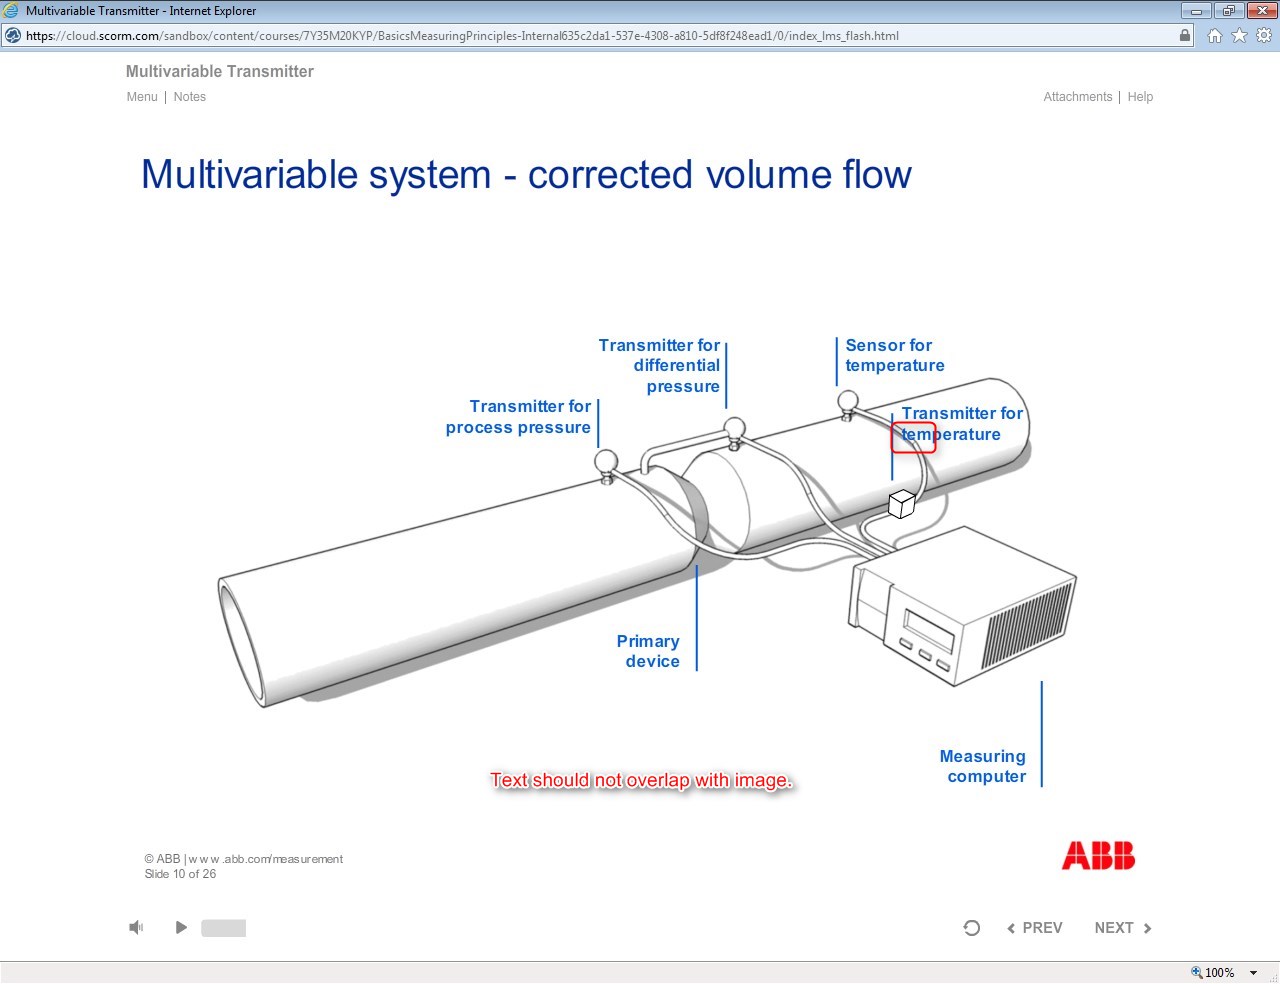 Multivariable Transmitter - Internet Explorer
https://cloud.scorm.com/sandbox/content/courses/7Y35M20KYP/BasicsMeasuringPrinciples-Internal635c2da1-537e-4308-a810-5df8f248ead1/0/index_lms_flash.html
Multivariable Transmitter
Menu | Notes
Attachments | Help
Multivariable system - corrected volume flow
Transmitter for
differential
pressure
Sensor for
temperature
Transmitter for
process pressure
Transmitter for
temperature
Primary
device
Measuring
computer
Text should not overlap with image.
© ABB | www.abb.com/measurement
Slide 10 of 26
ABB
PREV
NEXT
100%